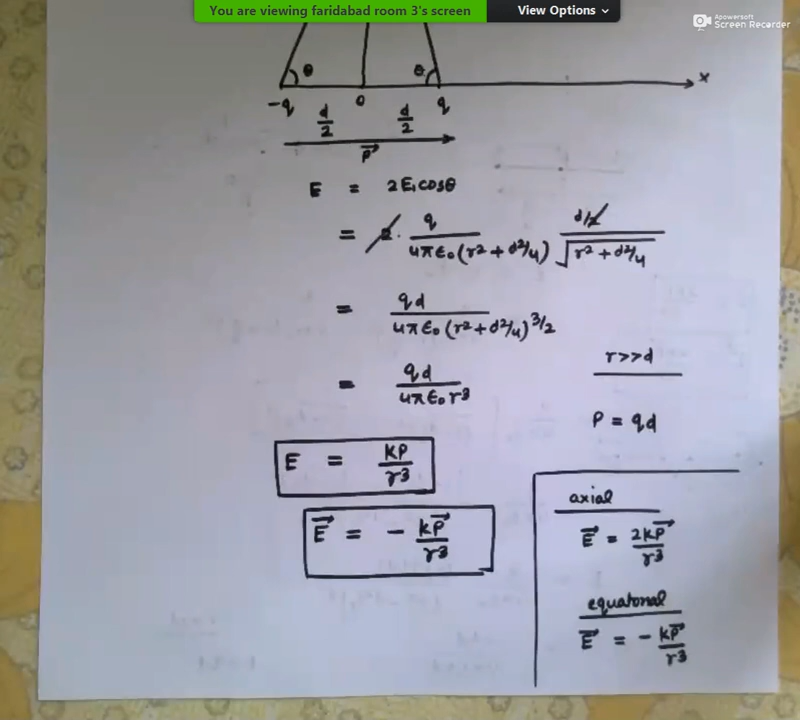 You are viewing faridabad room 3's screen
View Options
Apowersoft
Screen Recorder
θ θ
x
-q d/2 0 d/2 q
P⃗
E = 2E₁cosθ
= 2 · q/(4πε₀(r² + d²/4)) (d/2)/√(r² + d²/4)
= qd/(4πε₀(r² + d²/4)^3/2)
r>>d
= qd/(4πε₀r³)
P = qd
E = KP/r³
E⃗ = - kP⃗/r³
axial
E⃗ = 2kP⃗/r³
equatorial
E⃗ = - kP⃗/r³